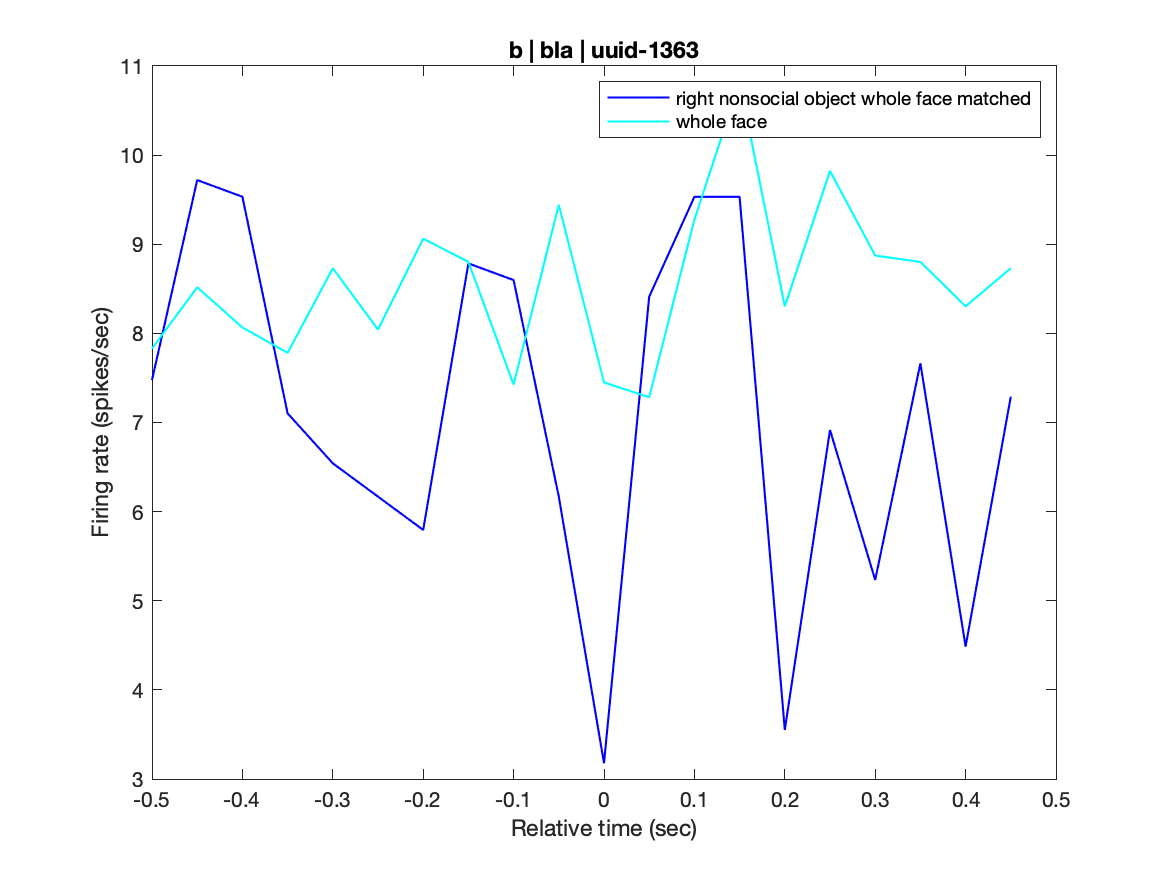 b | bla | uuid-1363
11
10
9
8
7
6
5
4
3
Firing rate (spikes/sec)
right nonsocial object whole face matched
whole face
-0.5 -0.4 -0.3 -0.2 -0.1 0 0.1 0.2 0.3 0.4 0.5
Relative time (sec)